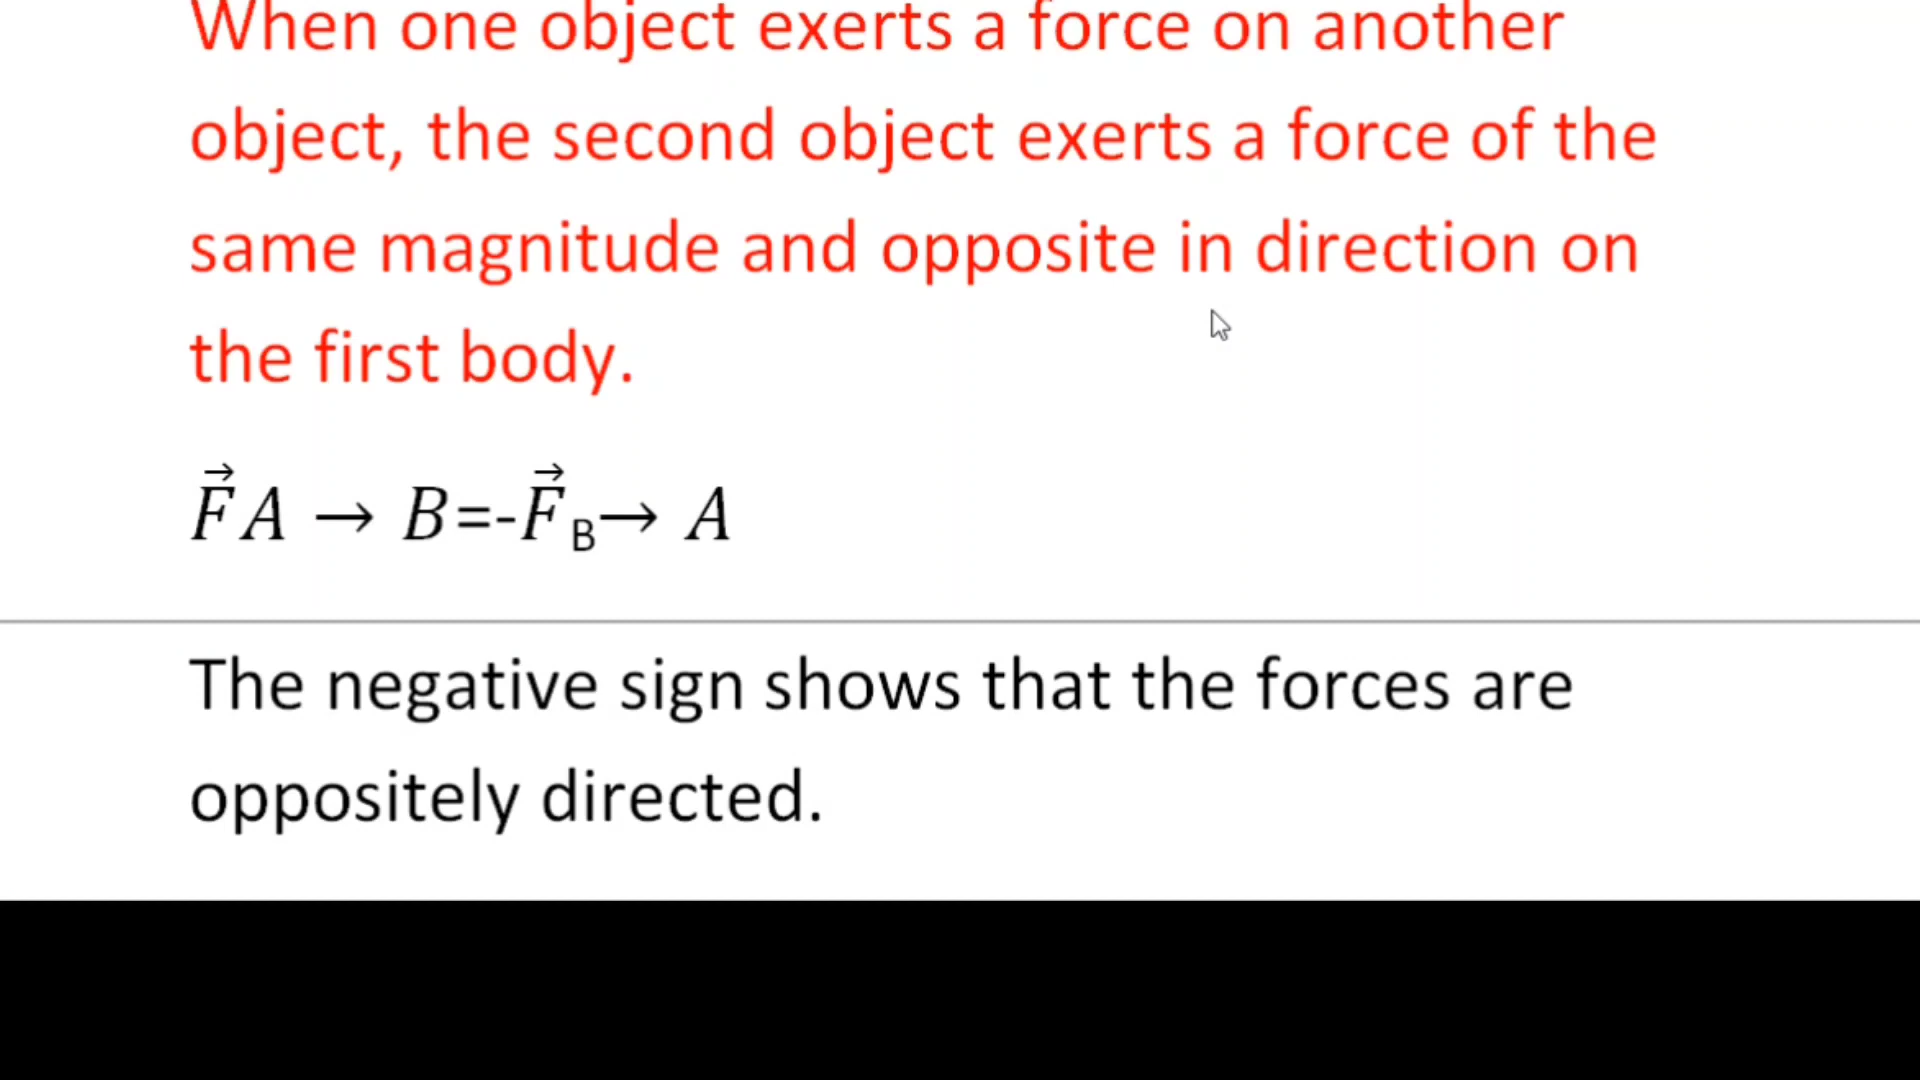 When one object exerts a force on another
object, the second object exerts a force of the
same magnitude and opposite in direction on
the first body.
F⃗A → B=-F⃗B→ A
The negative sign shows that the forces are
oppositely directed.